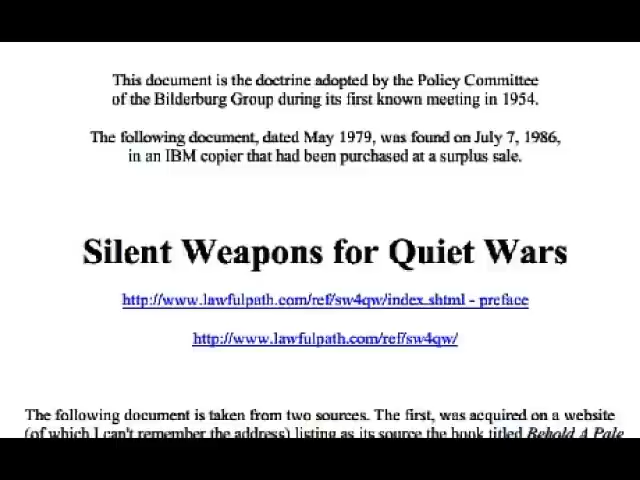 This document is the doctrine adopted by the Policy Committee
of the Bilderburg Group during its first known meeting in 1954.
The following document, dated May 1979, was found on July 7, 1986,
in an IBM copier that had been purchased at a surplus sale.
Silent Weapons for Quiet Wars
http://www.lawfulpath.com/ref/sw4qw/index.shtml - preface
http://www.lawfulpath.com/ref/sw4qw/
The following document is taken from two sources. The first, was acquired on a website
(of which I can't remember the address) listing as its source the book titled Behold A Pale